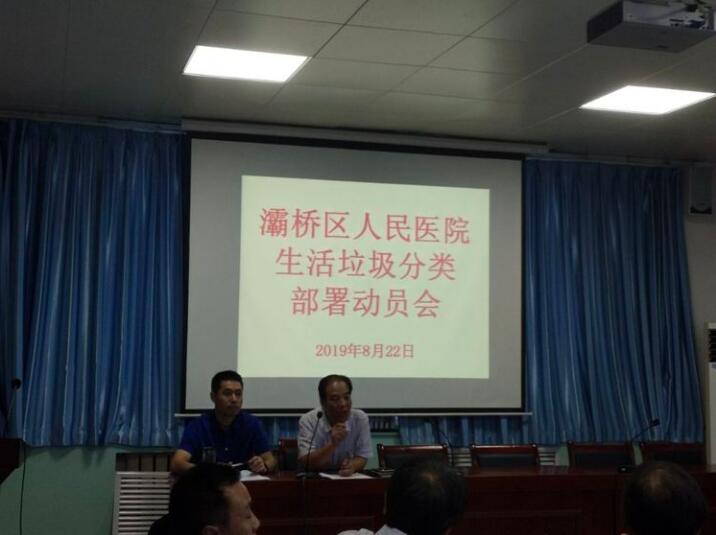 灞桥区人民医院
生活垃圾分类
部署动员会
2019年8月22日